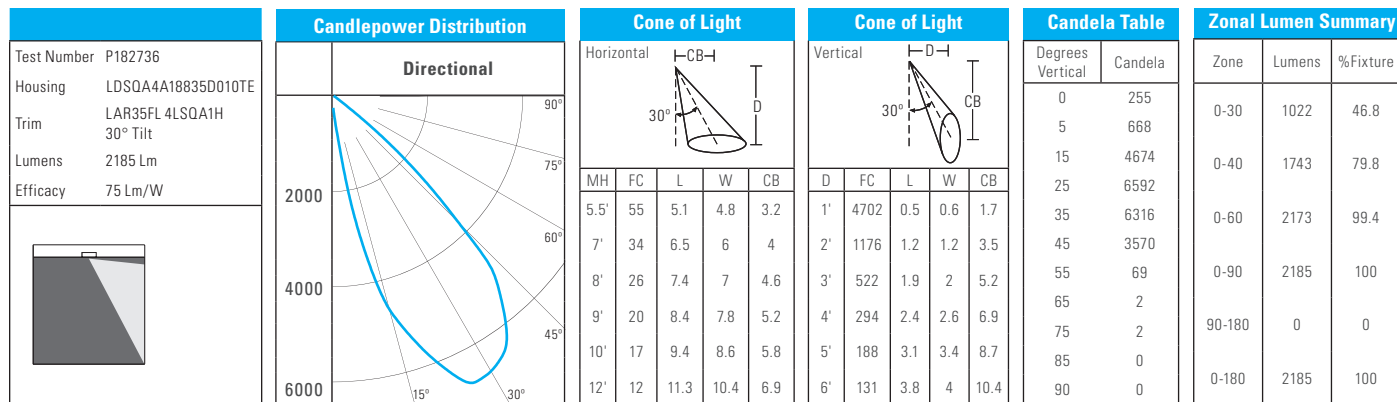 Test Number P182736
Housing LDSQA4A18835D010TE
Trim LAR35FL 4LSQA1H
30° Tilt
Lumens 2185 Lm
Efficacy 75 Lm/W
Candlepower Distribution
Directional
90°
75°
2000
60°
4000
45°
6000
15°
30°
Cone of Light
Horizontal
CB
30°
D
MH FC L W CB
5.5' 55 5.1 4.8 3.2
7' 34 6.5 6 4
8' 26 7.4 7 4.6
9' 20 8.4 7.8 5.2
10' 17 9.4 8.6 5.8
12' 12 11.3 10.4 6.9
Cone of Light
Vertical
D
30°
CB
D FC L W CB
1' 4702 0.5 0.6 1.7
2' 1176 1.2 1.2 3.5
3' 522 1.9 2 5.2
4' 294 2.4 2.6 6.9
5' 188 3.1 3.4 8.7
6' 131 3.8 4 10.4
Candela Table
Degrees
Vertical
Candela
0 255
5 668
15 4674
25 6592
35 6316
45 3570
55 69
65 2
75 2
85 0
90 0
Zonal Lumen Summary
Zone Lumens %Fixture
0-30 1022 46.8
0-40 1743 79.8
0-60 2173 99.4
0-90 2185 100
90-180 0 0
0-180 2185 100